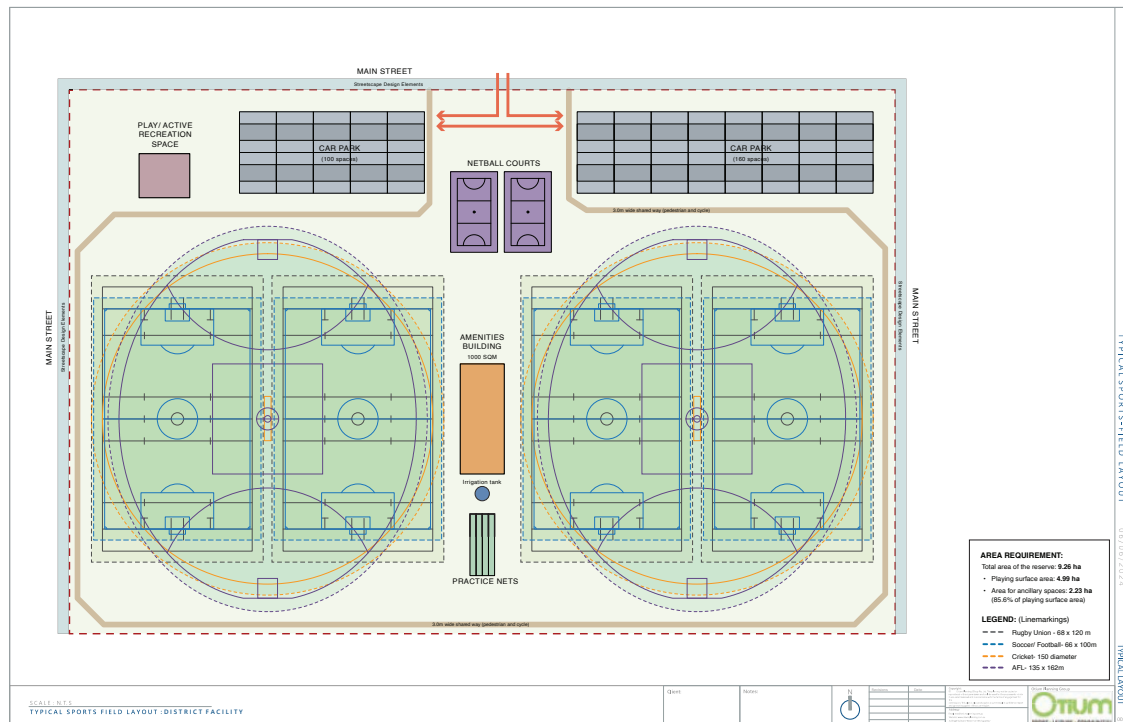 MAIN STREET
Streetscape Design Elements
PLAY/ ACTIVE
RECREATION
SPACE
CAR PARK
(100 spaces)
CAR PARK
(160 spaces)
NETBALL COURTS
3.0m wide shared way (pedestrian and cycle)
MAIN STREET
Streetscape Design Elements
Streetscape Design Elements
MAIN STREET
AMENITIES
BUILDING
1000 SQM
Irrigation tank
PRACTICE NETS
3.0m wide shared way (pedestrian and cycle)
AREA REQUIREMENT:
Total area of the reserve: 9.26 ha
• Playing surface area: 4.99 ha
• Area for ancillary spaces: 2.23 ha
(85.6% of playing surface area)
LEGEND: (Linemarkings)
Rugby Union - 68 x 120 m
Soccer/ Football- 66 x 100m
Cricket- 150 diameter
AFL- 135 x 162m
TYPICAL SPORTS-FIELD LAYOUT
TYPICAL LAYOUT
SCALE: N.T.S
TYPICAL SPORTS FIELD LAYOUT :DISTRICT FACILITY
Client
Notes:
N
Otium Planning Group
OTIUM